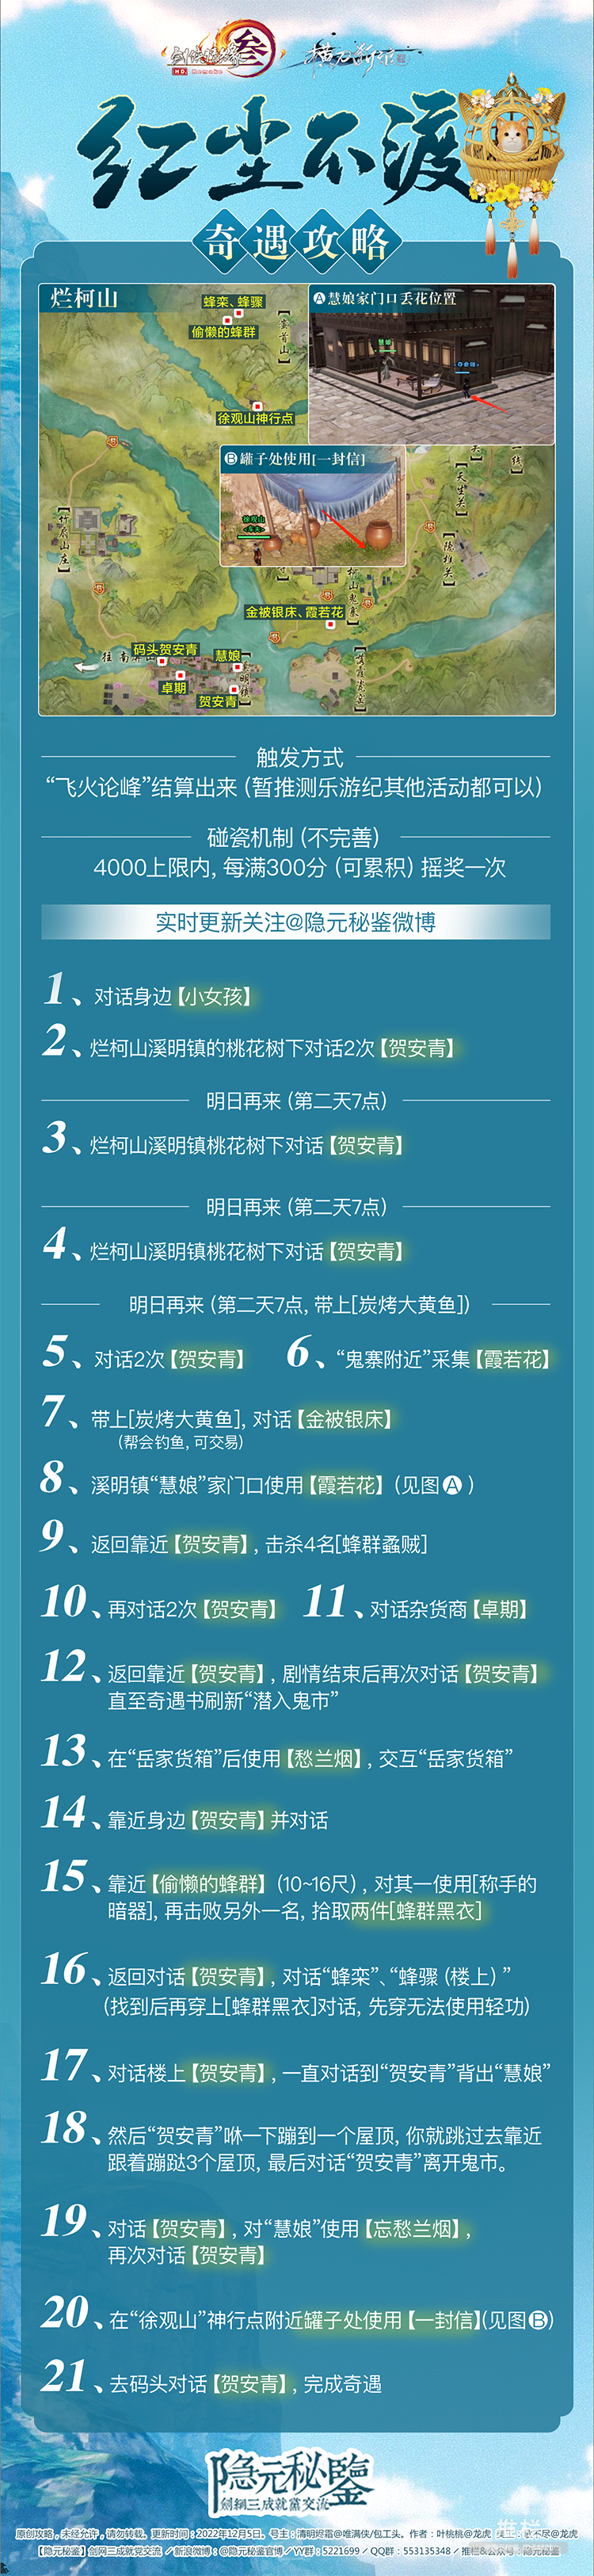 剑侠情缘叁
HD Remake
横刀断浪
红尘不渡
奇遇攻略
烂柯山
蜂栾、蜂骤
偷懒的蜂群
徐观山神行点
A 慧娘家门口丢花位置
慧娘
B 罐子处使用[一封信]
徐观山
<车夫>
金被银床、霞若花
码头贺安青
慧娘
卓期
贺安青
触发方式
“飞火论峰”结算出来（暂推测乐游纪其他活动都可以）
碰瓷机制（不完善）
4000上限内, 每满300分（可累积）摇奖一次
实时更新关注@隐元秘鉴微博
1、对话身边【小女孩】
2、烂柯山溪明镇的桃花树下对话2次【贺安青】
明日再来（第二天7点）
3、烂柯山溪明镇桃花树下对话【贺安青】
明日再来（第二天7点）
4、烂柯山溪明镇桃花树下对话【贺安青】
明日再来（第二天7点, 带上[炭烤大黄鱼]）
5、对话2次【贺安青】 6、“鬼寨附近”采集【霞若花】
7、带上[炭烤大黄鱼], 对话【金被银床】
(帮会钓鱼, 可交易)
8、溪明镇“慧娘”家门口使用【霞若花】（见图A）
9、返回靠近【贺安青】, 击杀4名[蜂群蟊贼]
10、再对话2次【贺安青】 11、对话杂货商【卓期】
12、返回靠近【贺安青】, 剧情结束后再次对话【贺安青】
直至奇遇书刷新“潜入鬼市”
13、在“岳家货箱”后使用【愁兰烟】, 交互“岳家货箱”
14、靠近身边【贺安青】并对话
15、靠近【偷懒的蜂群】（10~16尺）, 对其一使用[称手的
暗器], 再击败另外一名, 拾取两件[蜂群黑衣]
16、返回对话【贺安青】, 对话“蜂栾”、“蜂骤（楼上）”
（找到后再穿上[蜂群黑衣]对话, 先穿无法使用轻功）
17、对话楼上【贺安青】, 一直对话到“贺安青”背出“慧娘”
18、然后“贺安青”咻一下蹦到一个屋顶, 你就跳过去靠近
跟着蹦跶3个屋顶, 最后对话“贺安青”离开鬼市。
19、对话【贺安青】, 对“慧娘”使用【忘愁兰烟】,
再次对话【贺安青】
20、在“徐观山”神行点附近罐子处使用【一封信】(见图B)
21、去码头对话【贺安青】, 完成奇遇
隐元秘鑒
劍網三成就黨交流
原创攻略，未经允许，请勿转载。更新时间：2022年12月5日。号主：清明烬霜@唯满侠/包工头。作者：叶桃桃@龙虎
【隐元秘鉴】剑网三成就党交流 / 新浪微博：@隐元秘鉴官博 / YY群：5221699 / QQ群：553135348 / 推栏&公众号：隐元秘鉴